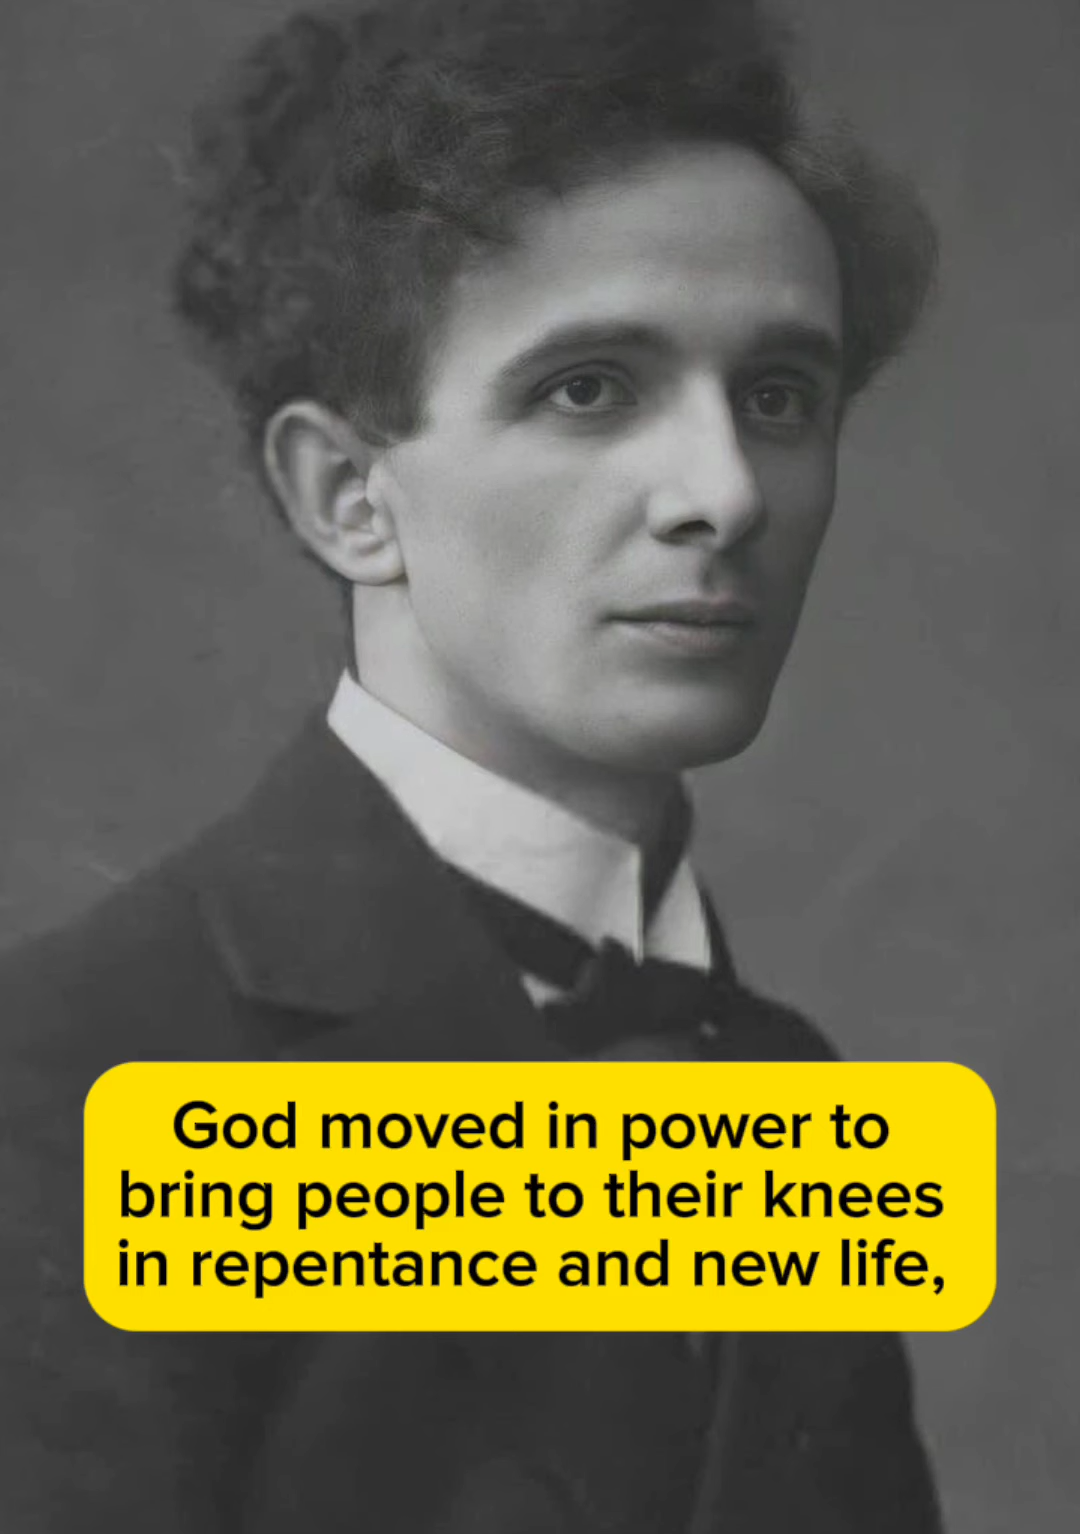 God moved in power to
bring people to their knees
in repentance and new life,